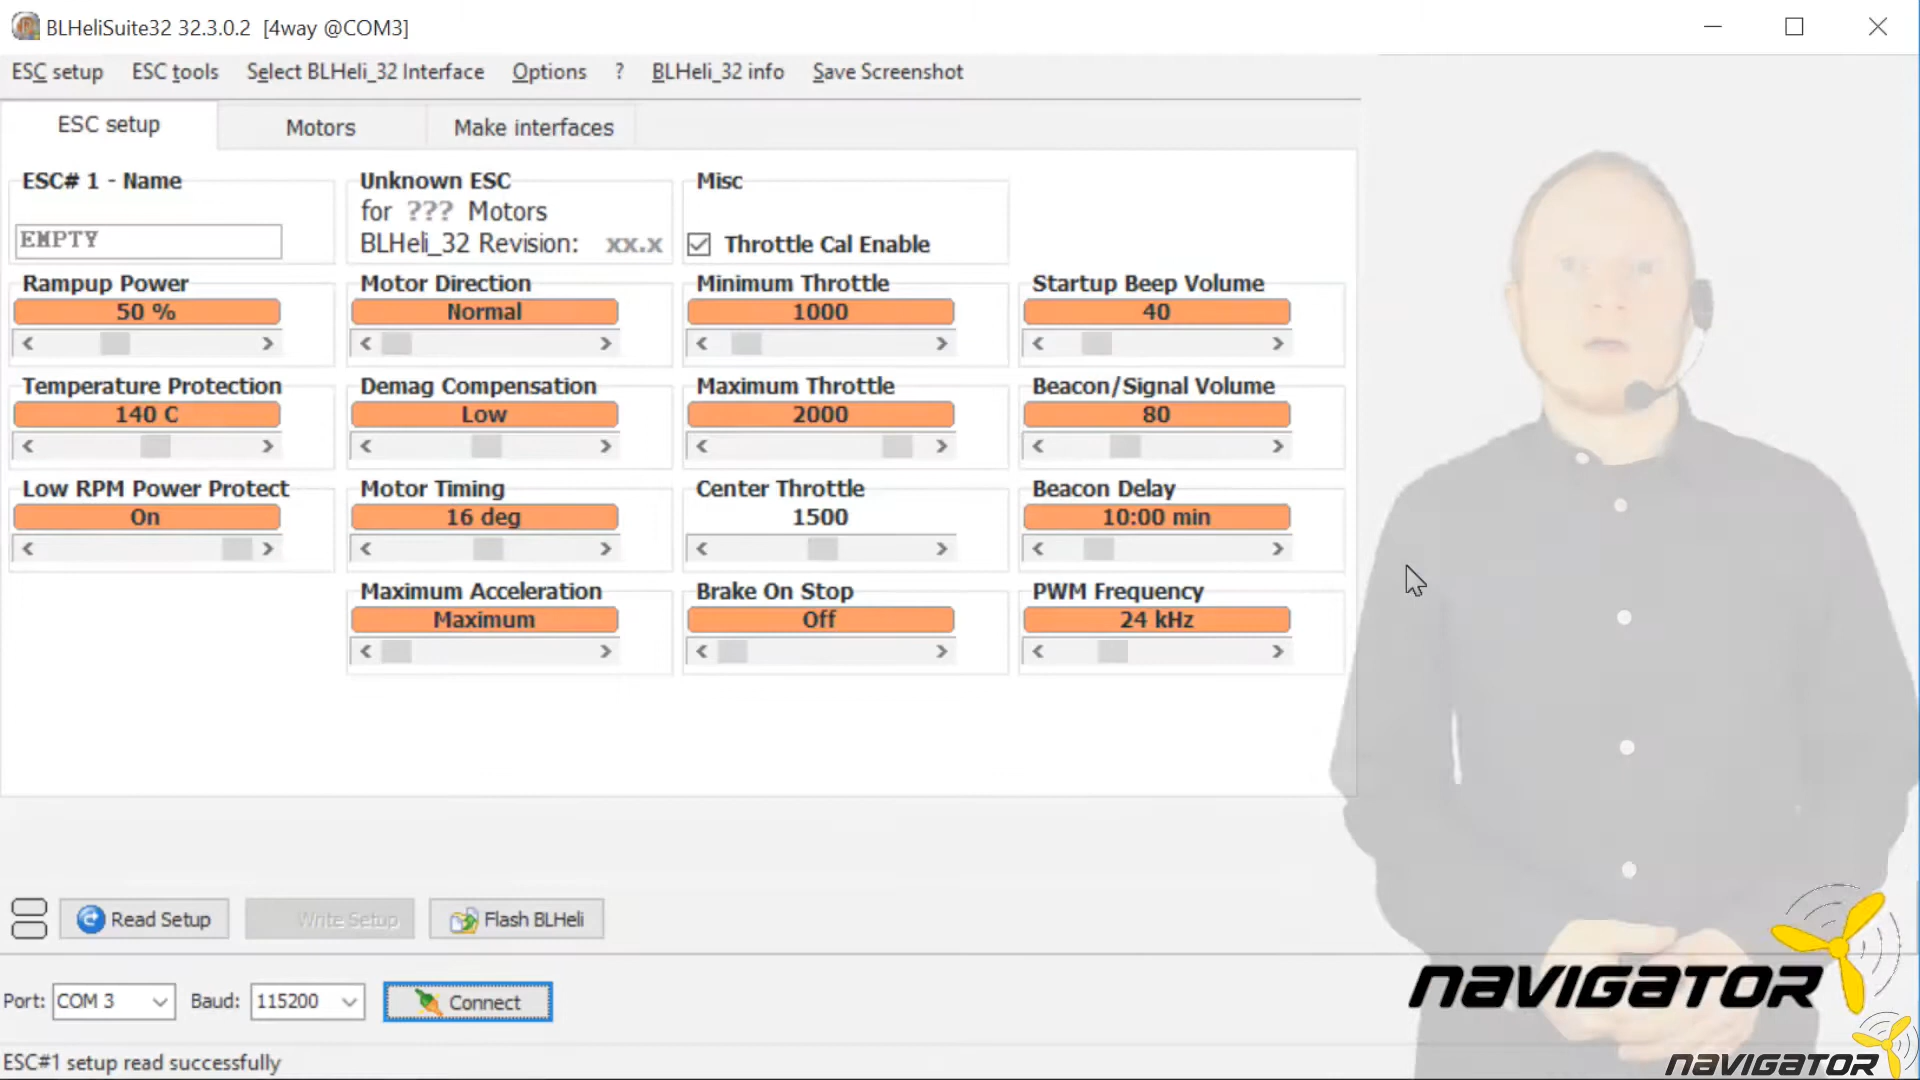 BLHeliSuite32 32.3.0.2 [4way @COM3]
ESC setup ESC tools Select BLHeli_32 Interface Options ? BLHeli_32 info Save Screenshot
ESC setup Motors Make interfaces
ESC# 1 - Name
EMPTY
Unknown ESC
for ??? Motors
BLHeli_32 Revision: xx.x
Misc
Throttle Cal Enable
Rampup Power
50 %
Motor Direction
Normal
Minimum Throttle
1000
Startup Beep Volume
40
Temperature Protection
140 C
Demag Compensation
Low
Maximum Throttle
2000
Beacon/Signal Volume
80
Low RPM Power Protect
On
Motor Timing
16 deg
Center Throttle
1500
Beacon Delay
10:00 min
Maximum Acceleration
Maximum
Brake On Stop
Off
PWM Frequency
24 kHz
Read Setup Write Setup Flash BLHeli
Port: COM 3 Baud: 115200 Connect
ESC#1 setup read successfully
NAVIGATOR
NAVIGATOR